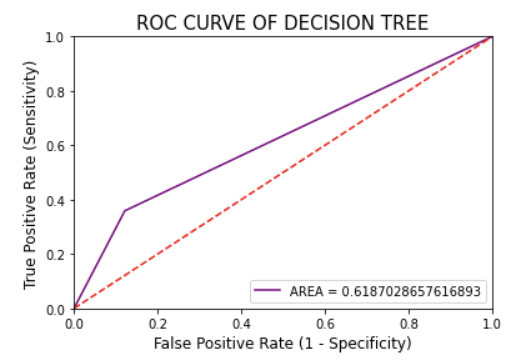 ROC CURVE OF DECISION TREE
1.0
0.8
0.6
0.4
0.2
0.0
True Positive Rate (Sensitivity)
AREA = 0.6187028657616893
0.0 0.2 0.4 0.6 0.8 1.0
False Positive Rate (1 - Specificity)